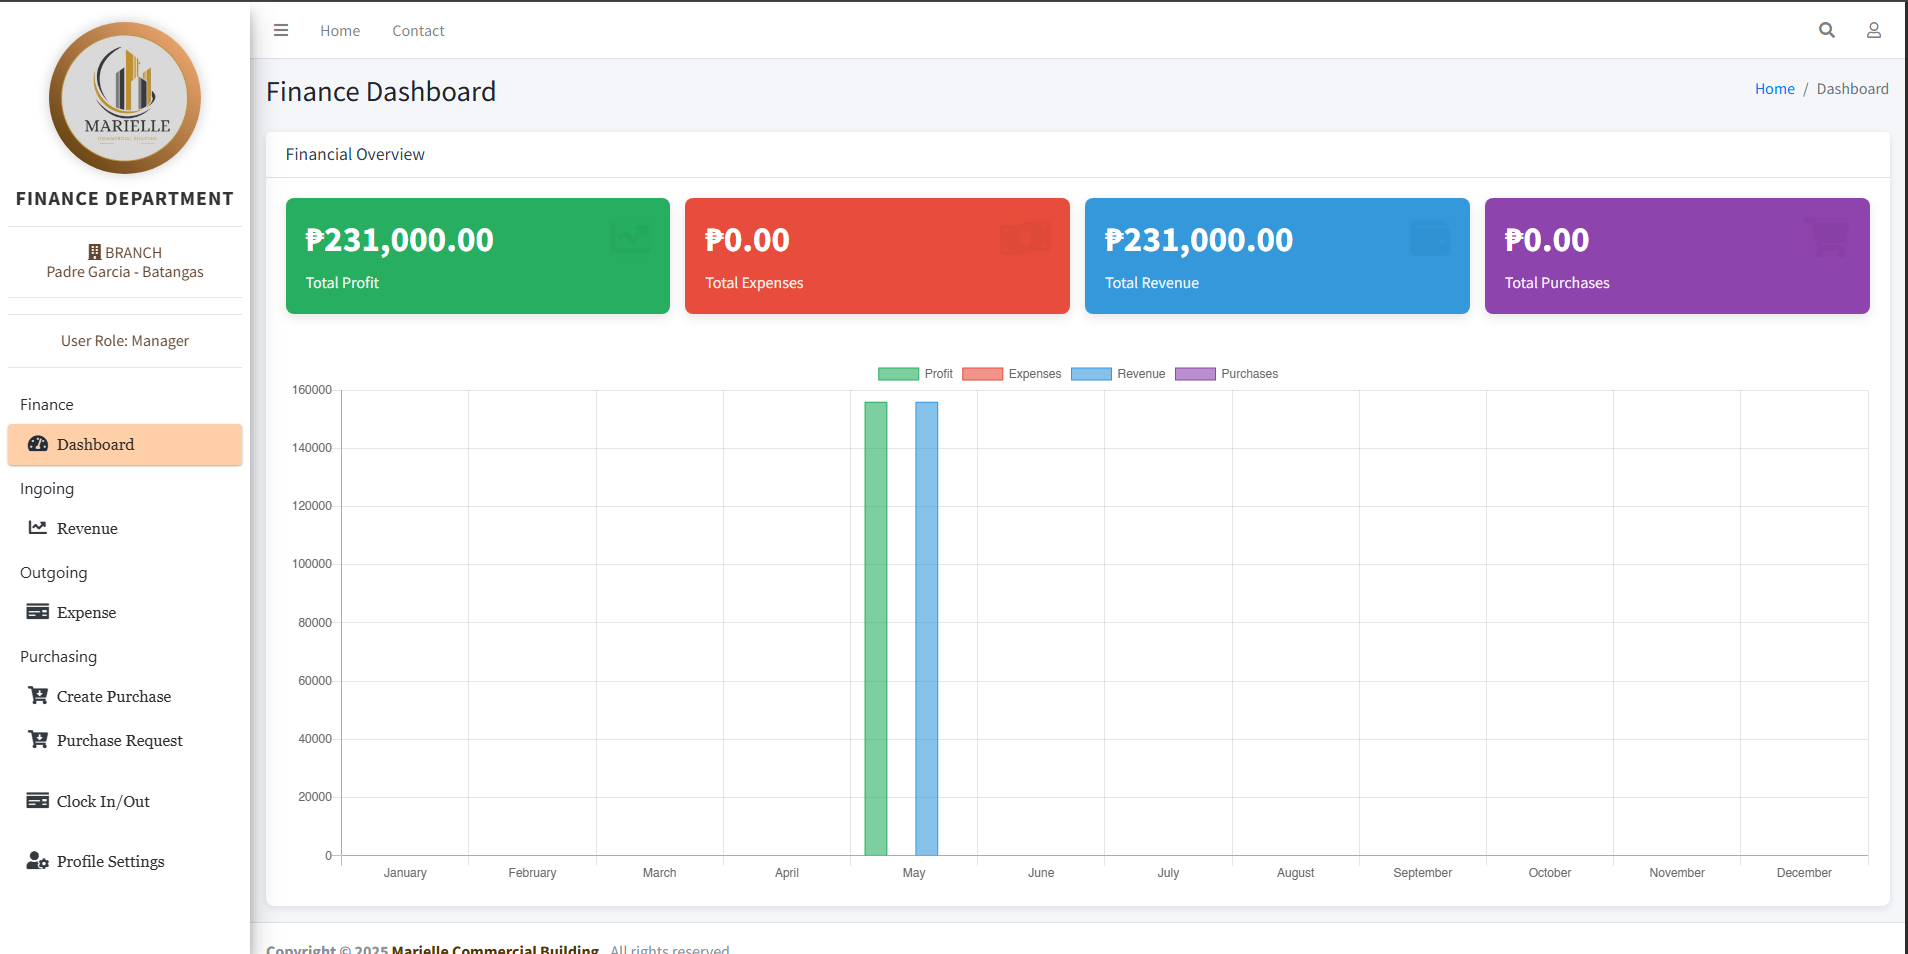 MARIELLE
COMMERCIAL BUILDING
FINANCE DEPARTMENT
BRANCH
Padre Garcia - Batangas
User Role: Manager
Finance
Dashboard
Ingoing
Revenue
Outgoing
Expense
Purchasing
Create Purchase
Purchase Request
Clock In/Out
Profile Settings
Home Contact
Finance Dashboard
Home / Dashboard
Financial Overview
₱231,000.00
Total Profit
₱0.00
Total Expenses
₱231,000.00
Total Revenue
₱0.00
Total Purchases
Profit Expenses Revenue Purchases
160000
140000
120000
100000
80000
60000
40000
20000
0
January February March April May June July August September October November December
Copyright © 2025 Marielle Commercial Building. All rights reserved.